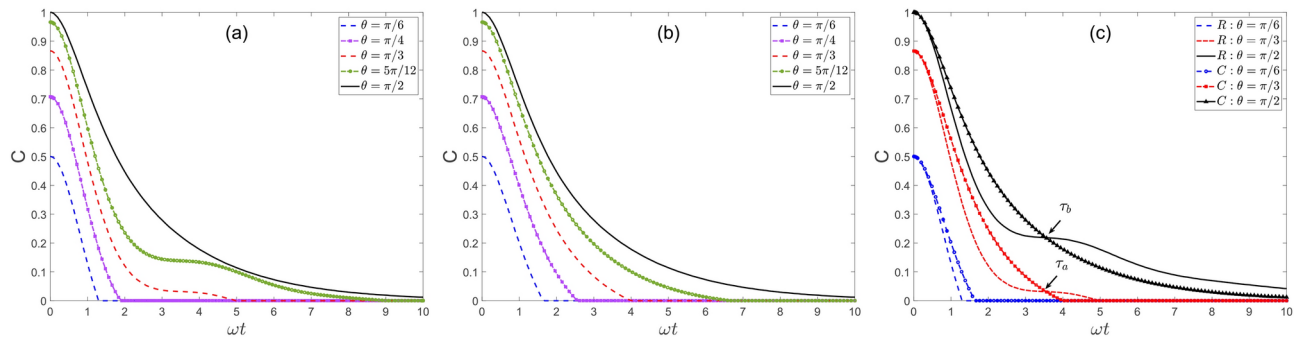 (a)
C
1
0.9
0.8
0.7
0.6
0.5
0.4
0.3
0.2
0.1
0
0 1 2 3 4 5 6 7 8 9 10
ωt
θ = π/6
θ = π/4
θ = π/3
θ = 5π/12
θ = π/2
(b)
C
1
0.9
0.8
0.7
0.6
0.5
0.4
0.3
0.2
0.1
0
0 1 2 3 4 5 6 7 8 9 10
ωt
θ = π/6
θ = π/4
θ = π/3
θ = 5π/12
θ = π/2
(c)
C
1
0.9
0.8
0.7
0.6
0.5
0.4
0.3
0.2
0.1
0
0 1 2 3 4 5 6 7 8 9 10
ωt
R : θ = π/6
R : θ = π/3
R : θ = π/2
C : θ = π/6
C : θ = π/3
C : θ = π/2
τb
τa